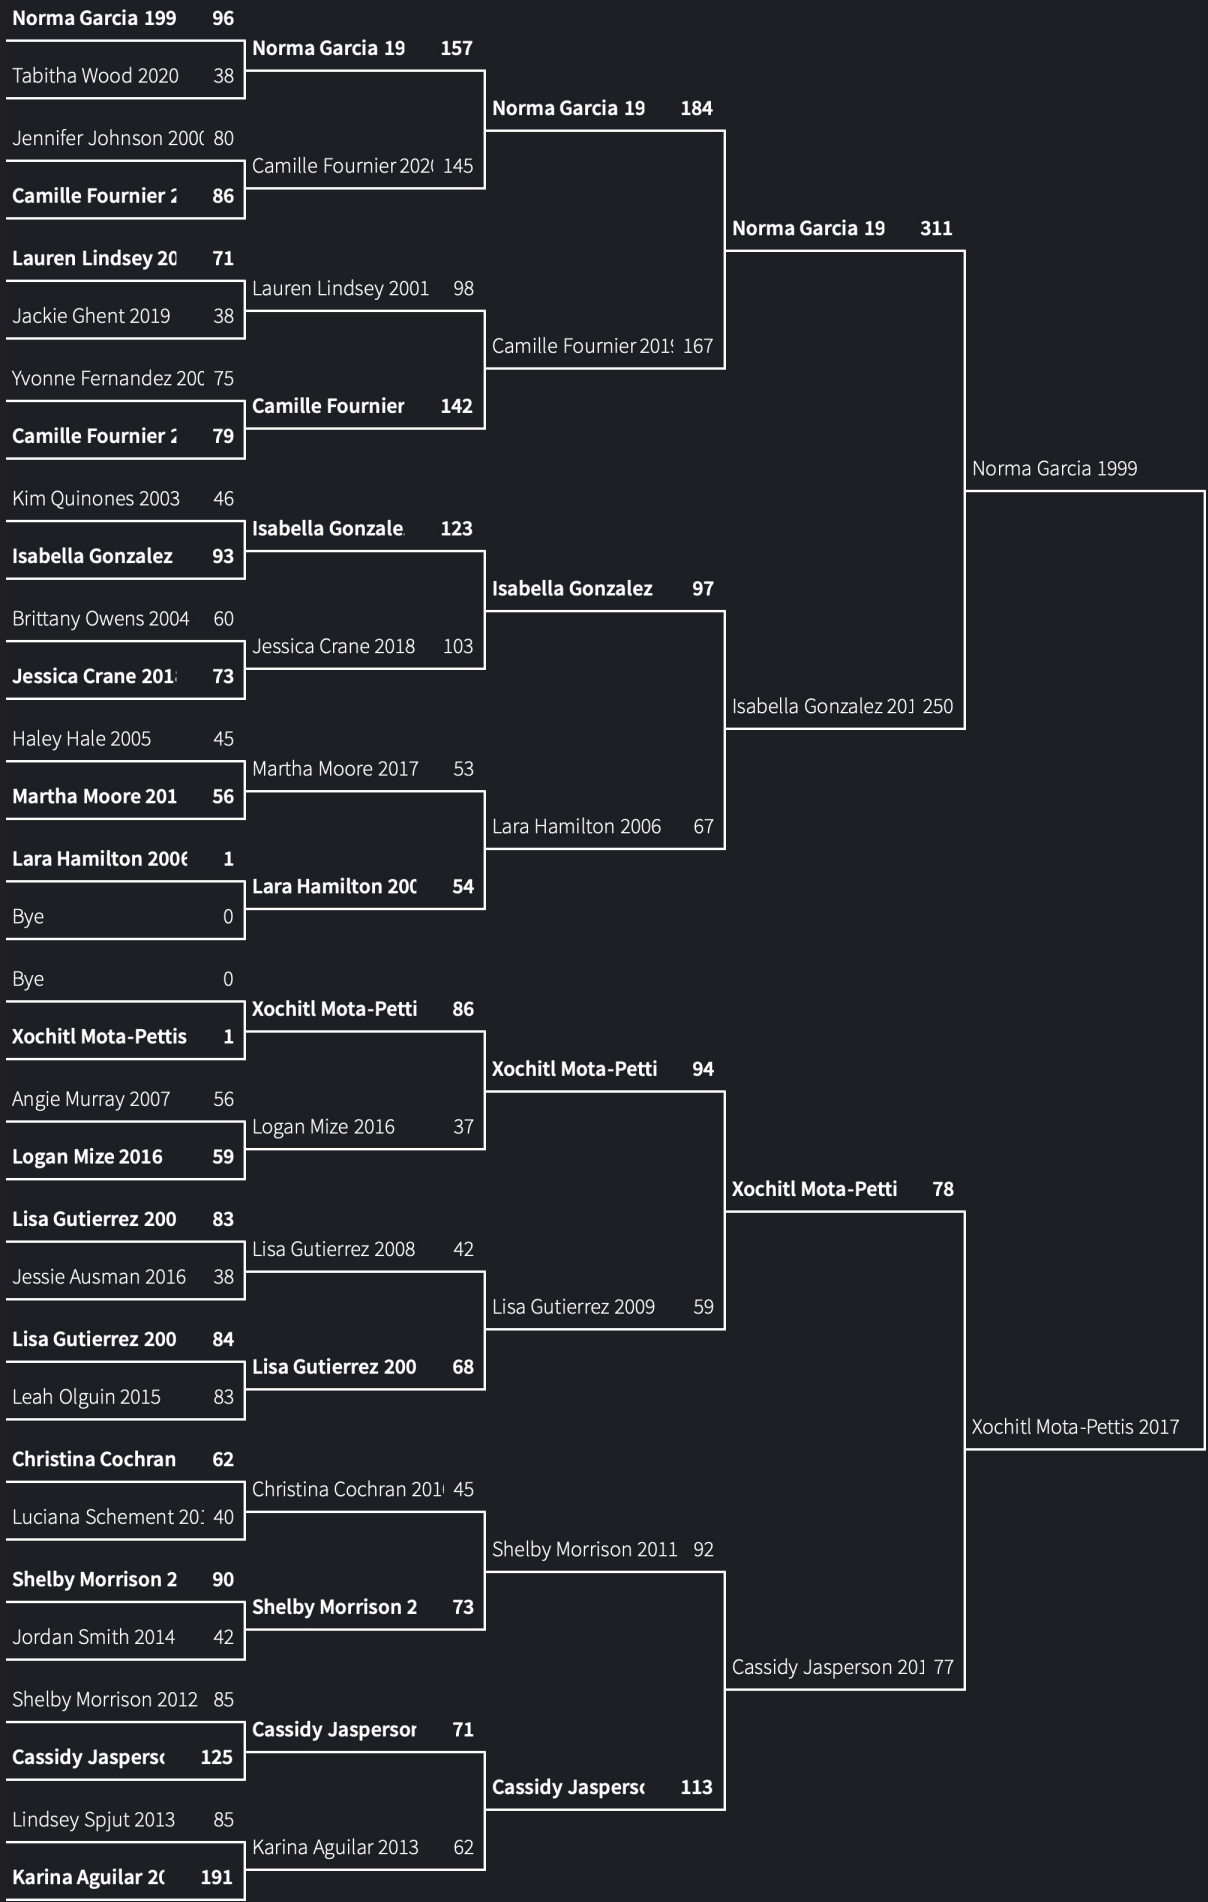 Norma Garcia 199 96
Tabitha Wood 2020 38
Jennifer Johnson 200 80
Camille Fournier 2 86
Lauren Lindsey 20 71
Jackie Ghent 2019 38
Yvonne Fernandez 200 75
Camille Fournier 2 79
Kim Quinones 2003 46
Isabella Gonzalez 93
Brittany Owens 2004 60
Jessica Crane 201 73
Haley Hale 2005 45
Martha Moore 201 56
Lara Hamilton 2006 1
Bye 0
Bye 0
Xochitl Mota-Pettis 1
Angie Murray 2007 56
Logan Mize 2016 59
Lisa Gutierrez 200 83
Jessie Ausman 2016 38
Lisa Gutierrez 200 84
Leah Olguin 2015 83
Christina Cochran 62
Luciana Schement 201 40
Shelby Morrison 2 90
Jordan Smith 2014 42
Shelby Morrison 2012 85
Cassidy Jasperso 125
Lindsey Spjut 2013 85
Karina Aguilar 20 191
Norma Garcia 19 157
Camille Fournier 2020 145
Lauren Lindsey 2001 98
Camille Fournier 142
Isabella Gonzale 123
Jessica Crane 2018 103
Martha Moore 2017 53
Lara Hamilton 200 54
Xochitl Mota-Petti 86
Logan Mize 2016 37
Lisa Gutierrez 2008 42
Lisa Gutierrez 200 68
Christina Cochran 201 45
Shelby Morrison 2 73
Cassidy Jasperson 71
Karina Aguilar 2013 62
Norma Garcia 19 184
Camille Fournier 2019 167
Isabella Gonzalez 97
Lara Hamilton 2006 67
Xochitl Mota-Petti 94
Lisa Gutierrez 2009 59
Shelby Morrison 2011 92
Cassidy Jasperso 113
Norma Garcia 19 311
Isabella Gonzalez 201 250
Xochitl Mota-Petti 78
Cassidy Jasperson 201 77
Norma Garcia 1999
Xochitl Mota-Pettis 2017